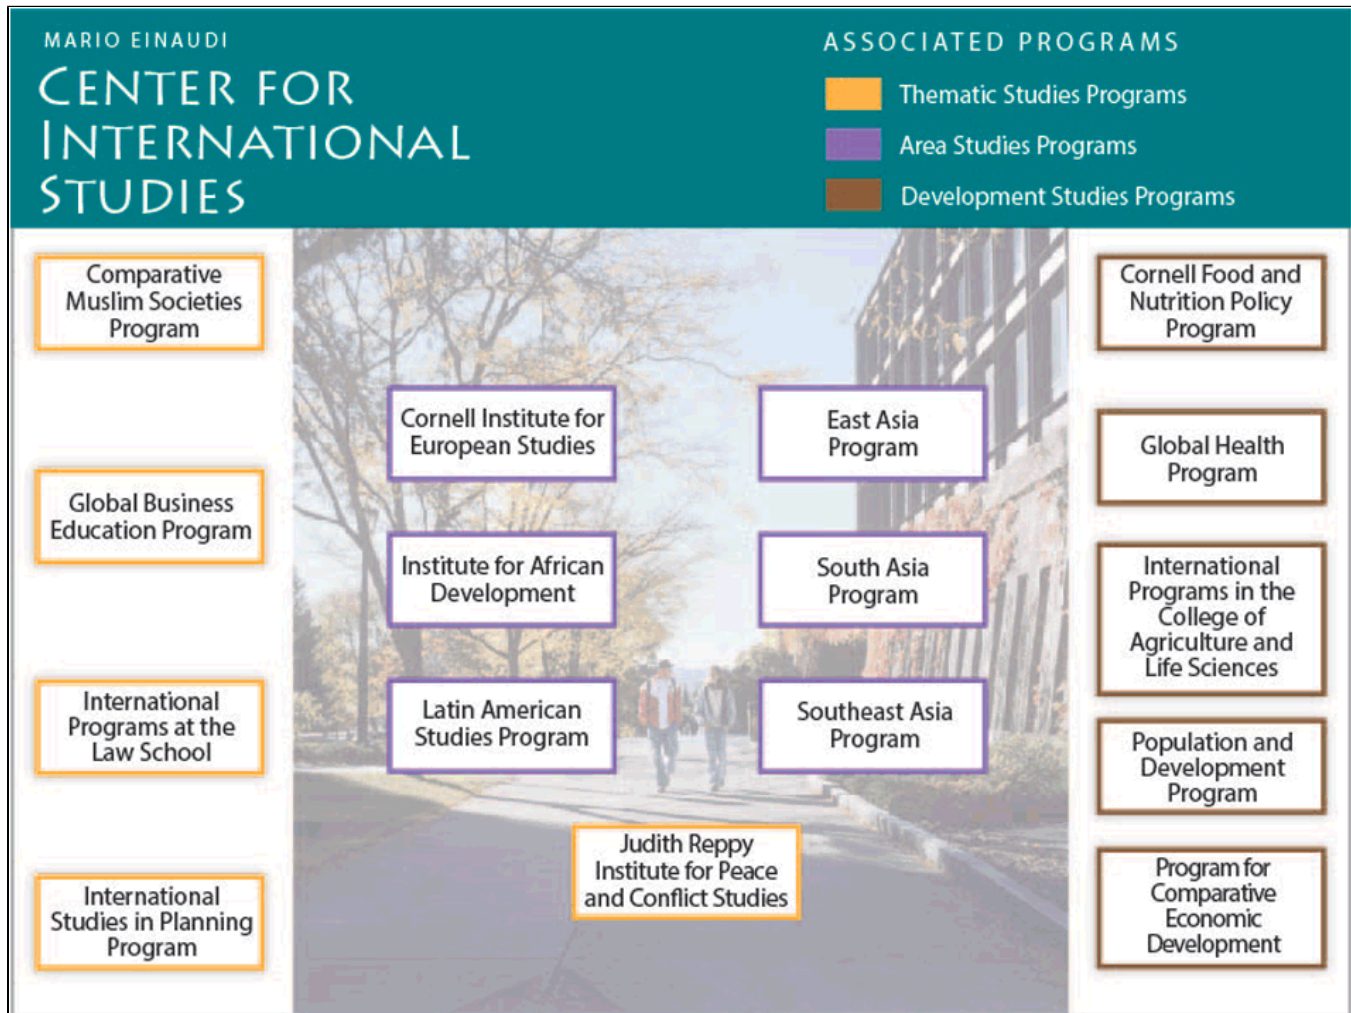 MARIO EINAUDI
CENTER FOR
INTERNATIONAL
STUDIES
ASSOCIATED PROGRAMS
Thematic Studies Programs
Area Studies Programs
Development Studies Programs
Comparative
Muslim Societies
Program
Global Business
Education Program
International
Programs at the
Law School
International
Studies in Planning
Program
Cornell Institute for
European Studies
Institute for African
Development
Latin American
Studies Program
East Asia
Program
South Asia
Program
Southeast Asia
Program
Judith Reppy
Institute for Peace
and Conflict Studies
Cornell Food and
Nutrition Policy
Program
Global Health
Program
International
Programs in the
College of
Agriculture and
Life Sciences
Population and
Development
Program
Program for
Comparative
Economic
Development